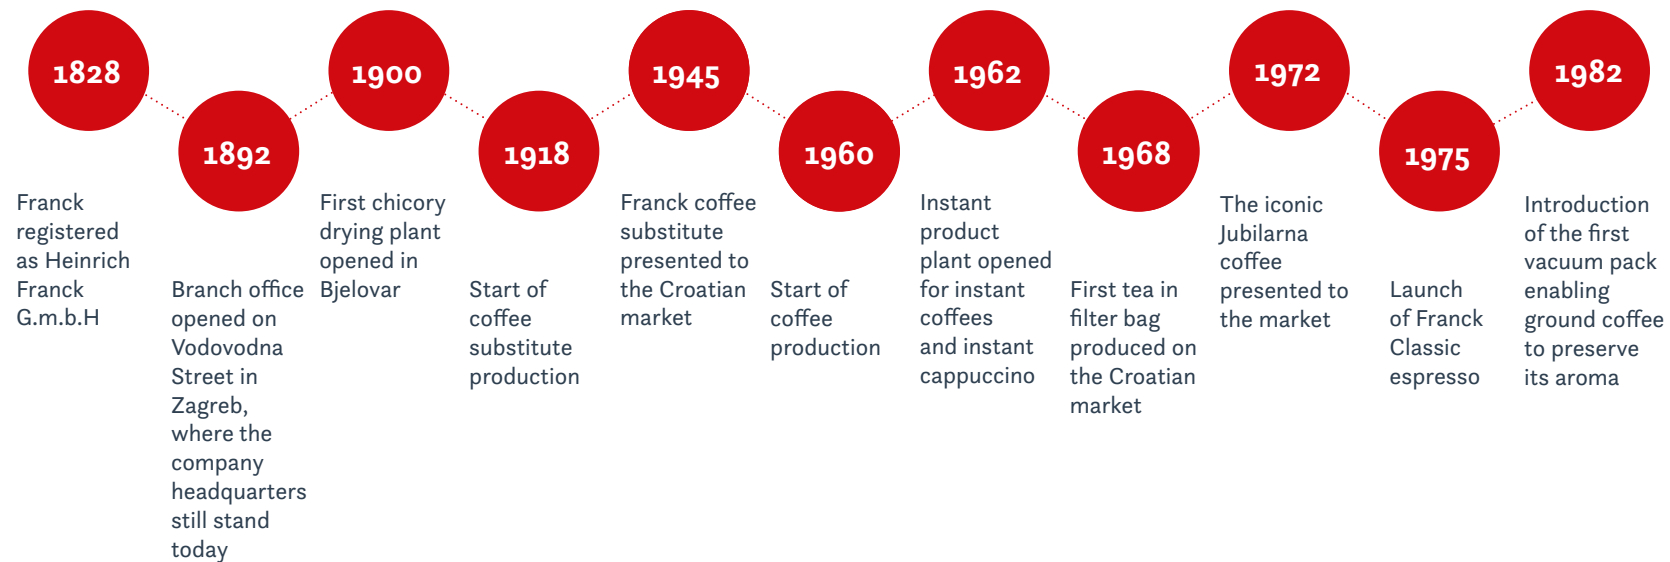 1828
Franck
registered
as Heinrich
Franck
G.m.b.H
1892
Branch office
opened on
Vodovodna
Street in
Zagreb,
where the
company
headquarters
still stand
today
1900
First chicory
drying plant
opened in
Bjelovar
1918
Start of
coffee
substitute
production
1945
Franck coffee
substitute
presented to
the Croatian
market
1960
Start of
coffee
production
1962
Instant
product
plant opened
for instant
coffees
and instant
cappuccino
1968
First tea in
filter bag
produced on
the Croatian
market
1972
The iconic
Jubilarna
coffee
presented to
the market
1975
Launch
of Franck
Classic
espresso
1982
Introduction
of the first
vacuum pack
enabling
ground coffee
to preserve
its aroma